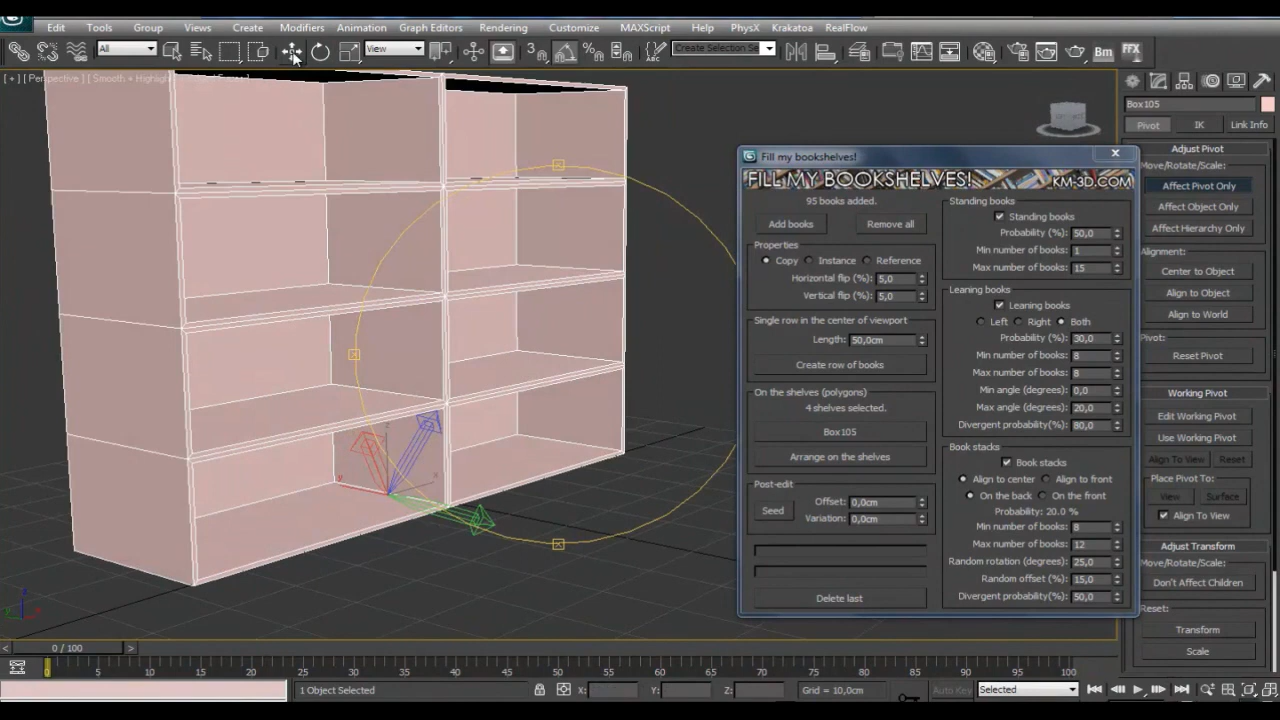 Edit Tools Group Views Create Modifiers Animation Graph Editors Rendering Customize MAXScript Help PhysX Krakatoa RealFlow
All View 3 % ABC Create Selection Se Bm FFX
[ + ] [ Perspective ] [ Smooth + Highlight
Box105
Pivot IK Link Info
Adjust Pivot
Move/Rotate/Scale:
Affect Pivot Only
Affect Object Only
Affect Hierarchy Only
Alignment:
Center to Object
Align to Object
Align to World
Pivot:
Reset Pivot
Working Pivot
Edit Working Pivot
Use Working Pivot
Align To View Reset
Place Pivot To:
View Surface
Align To View
Adjust Transform
Move/Rotate/Scale:
Don't Affect Children
Reset:
Transform
Scale
Fill my bookshelves!
FILL MY BOOKSHELVES! KM-3D.COM
95 books added.
Add books Remove all
Properties
Copy Instance Reference
Horizontal flip (%): 5,0
Vertical flip (%): 5,0
Single row in the center of viewport
Length: 50,0cm
Create row of books
On the shelves (polygons)
4 shelves selected.
Box105
Arrange on the shelves
Post-edit
Seed
Offset: 0,0cm
Variation: 0,0cm
Delete last
Standing books
Standing books
Probability (%): 50,0
Min number of books: 1
Max number of books: 15
Leaning books
Leaning books
Left Right Both
Probability (%): 30,0
Min number of books: 8
Max number of books: 8
Min angle (degrees): 0,0
Max angle (degrees): 20,0
Divergent probability(%): 80,0
Book stacks
Book stacks
Align to center Align to front
On the back On the front
Probability: 20.0 %
Min number of books: 8
Max number of books: 12
Random rotation (degrees): 25,0
Random offset (%): 15,0
Divergent probability(%): 50,0
z
x
y
z
y
x
< 0 / 100 >
0 5 10 15 20 25 30 35 40 45 50 55 60 65 70 75 80 85 90 95 100
1 Object Selected X: Y: Z: Grid = 10,0cm Auto Key Selected